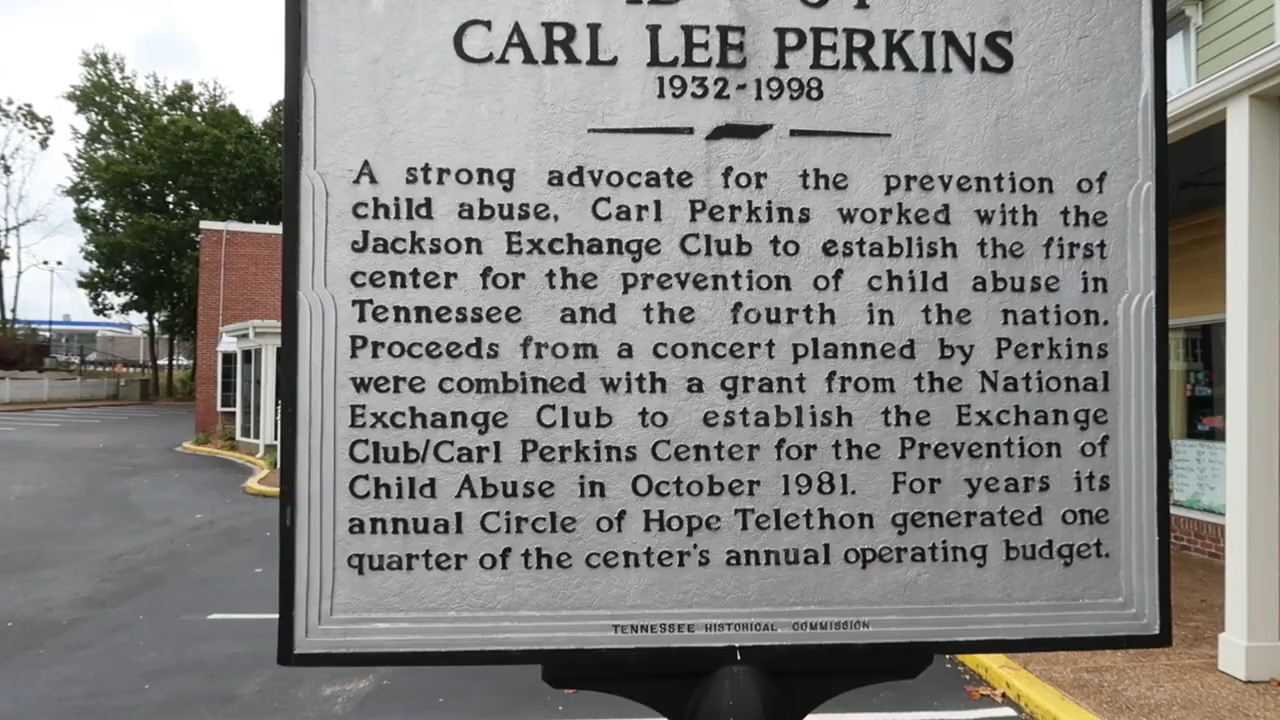 CARL LEE PERKINS
1932-1998
A strong advocate for the prevention of
child abuse, Carl Perkins worked with the
Jackson Exchange Club to establish the first
center for the prevention of child abuse in
Tennessee and the fourth in the nation.
Proceeds from a concert planned by Perkins
were combined with a grant from the National
Exchange Club to establish the Exchange
Club/Carl Perkins Center for the Prevention of
Child Abuse in October 1981. For years its
annual Circle of Hope Telethon generated one
quarter of the center's annual operating budget.
TENNESSEE HISTORICAL COMMISSION